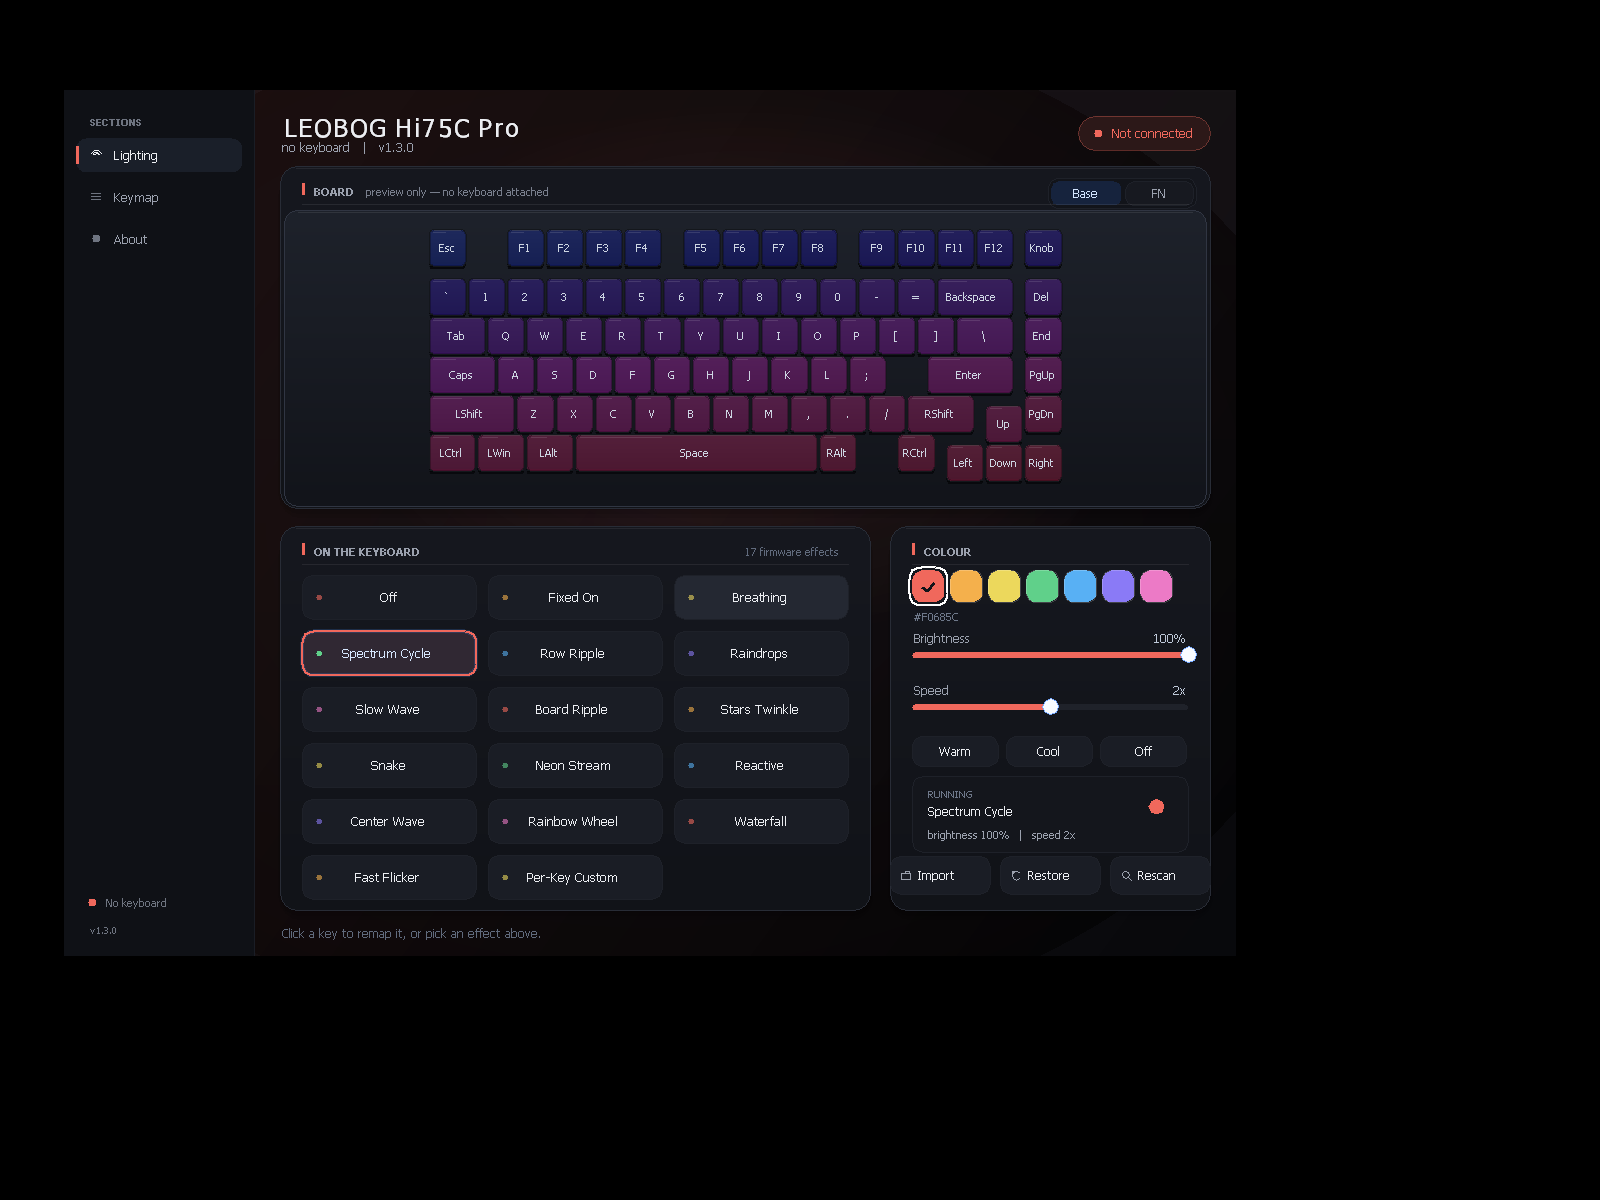 SECTIONS
Lighting
Keymap
About
No keyboard
v1.3.0
LEOBOG Hi75C Pro
no keyboard | v1.3.0
Not connected
BOARD preview only — no keyboard attached
Base FN
Esc F1 F2 F3 F4 F5 F6 F7 F8 F9 F10 F11 F12 Knob
` 1 2 3 4 5 6 7 8 9 0 - = Backspace Del
Tab Q W E R T Y U I O P [ ] \ End
Caps A S D F G H J K L ; Enter PgUp
LShift Z X C V B N M , . / RShift Up PgDn
LCtrl LWin LAlt Space RAlt RCtrl Left Down Right
ON THE KEYBOARD 17 firmware effects
Off Fixed On Breathing
Spectrum Cycle Row Ripple Raindrops
Slow Wave Board Ripple Stars Twinkle
Snake Neon Stream Reactive
Center Wave Rainbow Wheel Waterfall
Fast Flicker Per-Key Custom
COLOUR
#F0685C
Brightness 100%
Speed 2x
Warm Cool Off
RUNNING
Spectrum Cycle
brightness 100% | speed 2x
Import Restore Rescan
Click a key to remap it, or pick an effect above.